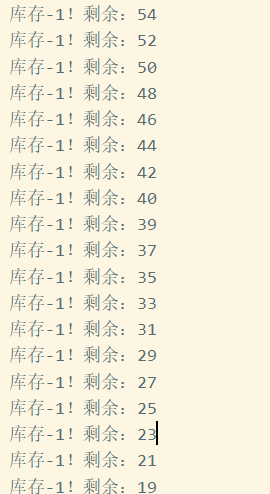 库存-1! 剩余: 54
库存-1! 剩余: 52
库存-1! 剩余: 50
库存-1! 剩余: 48
库存-1! 剩余: 46
库存-1! 剩余: 44
库存-1! 剩余: 42
库存-1! 剩余: 40
库存-1! 剩余: 39
库存-1! 剩余: 37
库存-1! 剩余: 35
库存-1! 剩余: 33
库存-1! 剩余: 31
库存-1! 剩余: 29
库存-1! 剩余: 27
库存-1! 剩余: 25
库存-1! 剩余: 23
库存-1! 剩余: 21
库存-1! 剩余: 19